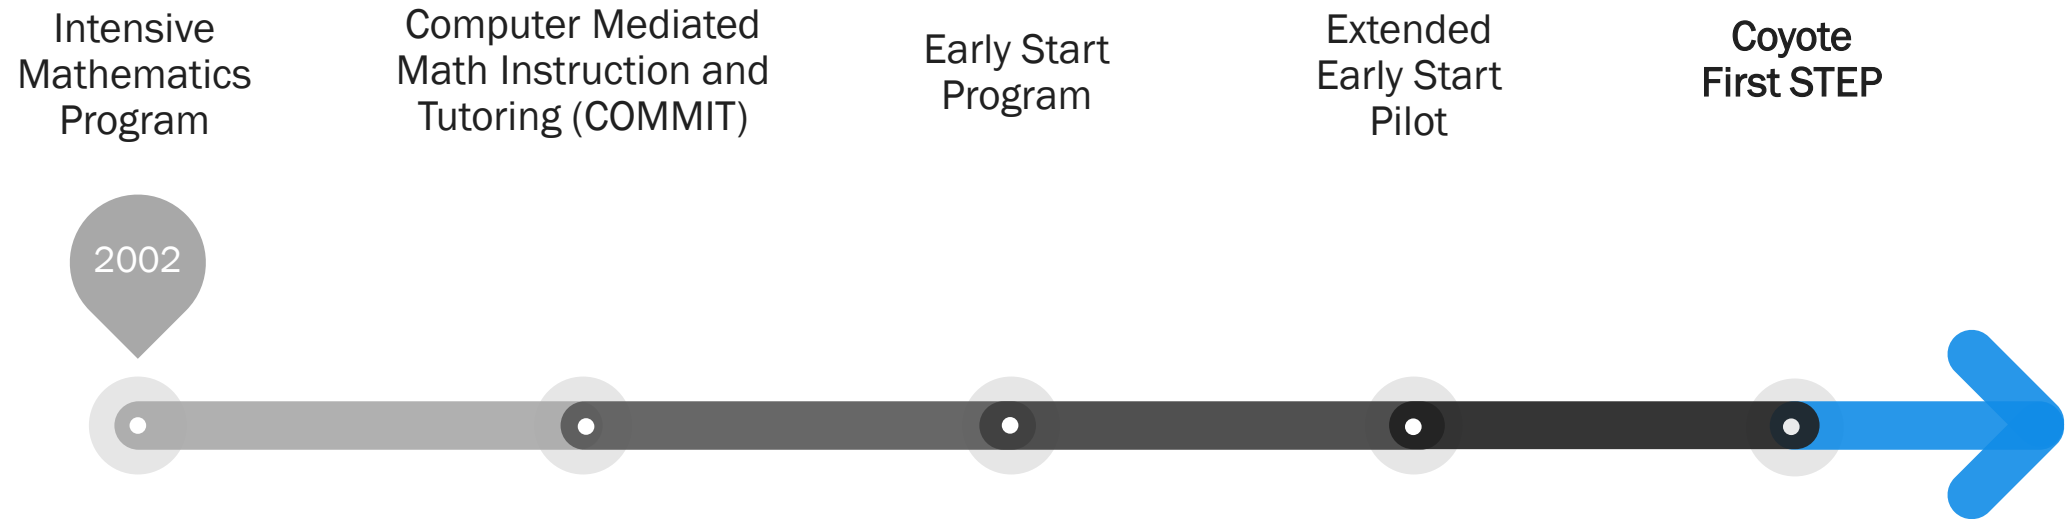 Intensive
Mathematics
Program
Computer Mediated
Math Instruction and
Tutoring (COMMIT)
Early Start
Program
Extended
Early Start
Pilot
Coyote
First STEP
2002